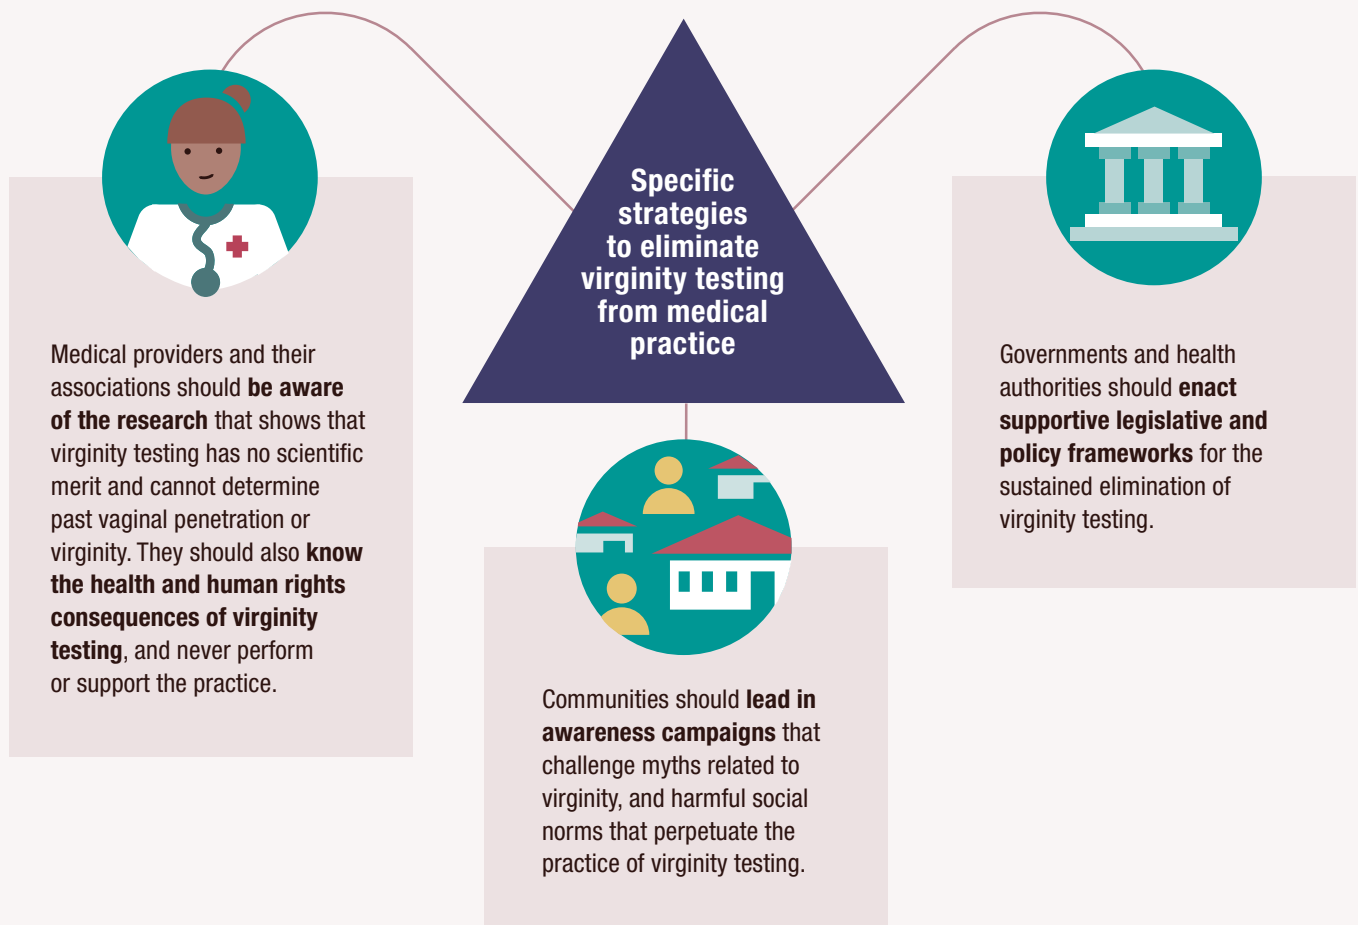 Specific
strategies
to eliminate
virginity testing
from medical
practice
Medical providers and their
associations should be aware
of the research that shows that
virginity testing has no scientific
merit and cannot determine
past vaginal penetration or
virginity. They should also know
the health and human rights
consequences of virginity
testing, and never perform
or support the practice.
Communities should lead in
awareness campaigns that
challenge myths related to
virginity, and harmful social
norms that perpetuate the
practice of virginity testing.
Governments and health
authorities should enact
supportive legislative and
policy frameworks for the
sustained elimination of
virginity testing.